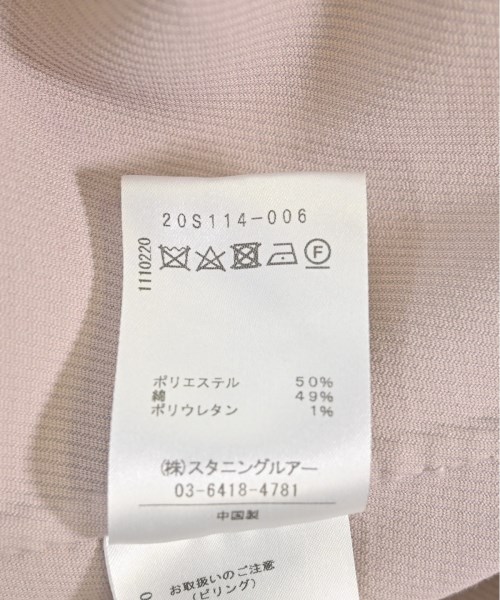 20S114-006
1110220
F
ポリエステル 50%
綿 49%
ポリウレタン 1%
(株)スタニングルアー
03-6418-4781
中国製
お取扱いのご注意
(ピリング)